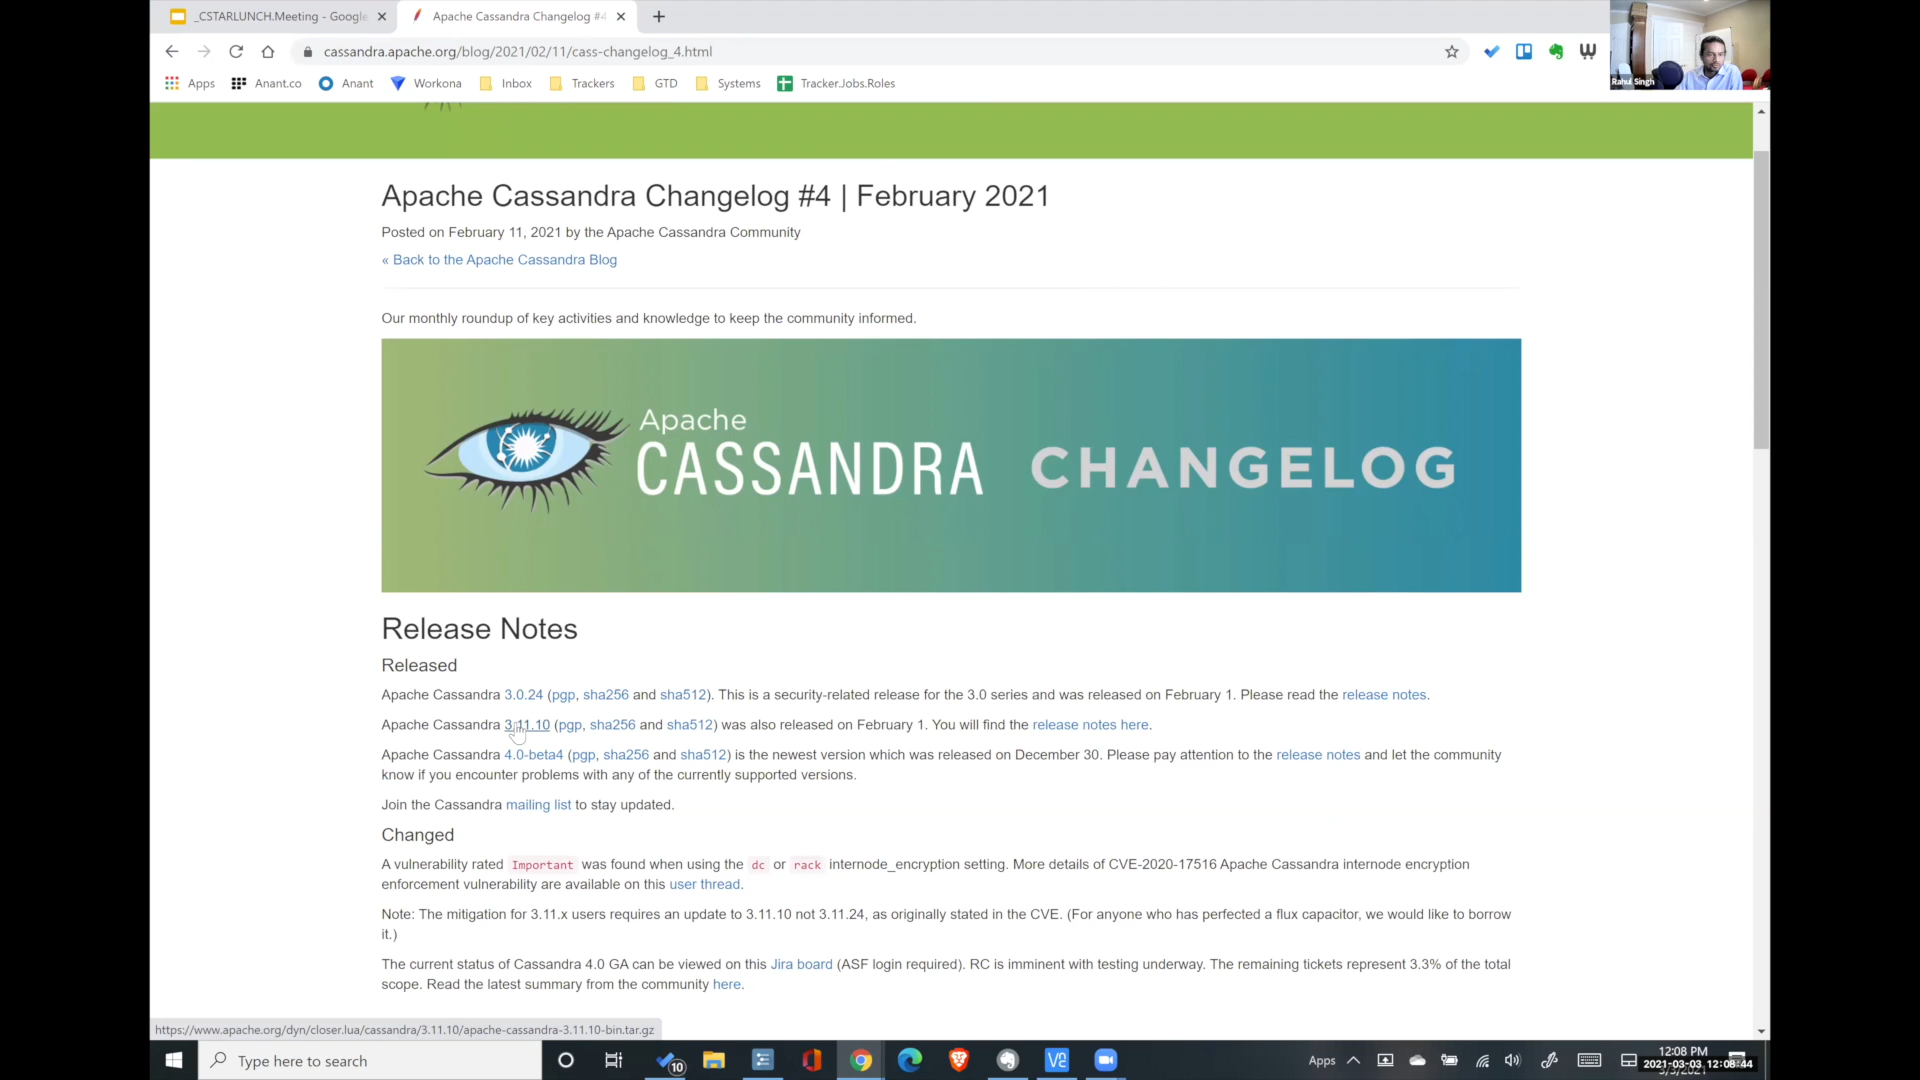 _CSTARLUNCH.Meeting - Google
Apache Cassandra Changelog #4
cassandra.apache.org/blog/2021/02/11/cass-changelog_4.html
Apps
Anant.co
Anant
Workona
Inbox
Trackers
GTD
Systems
Tracker.Jobs.Roles
Rahul Singh
Apache Cassandra Changelog #4 | February 2021
Posted on February 11, 2021 by the Apache Cassandra Community
« Back to the Apache Cassandra Blog
Our monthly roundup of key activities and knowledge to keep the community informed.
Apache
CASSANDRA CHANGELOG
Release Notes
Released
Apache Cassandra 3.0.24 (pgp, sha256 and sha512). This is a security-related release for the 3.0 series and was released on February 1. Please read the release notes.
Apache Cassandra 3.11.10 (pgp, sha256 and sha512) was also released on February 1. You will find the release notes here.
Apache Cassandra 4.0-beta4 (pgp, sha256 and sha512) is the newest version which was released on December 30. Please pay attention to the release notes and let the community
know if you encounter problems with any of the currently supported versions.
Join the Cassandra mailing list to stay updated.
Changed
A vulnerability rated Important was found when using the dc or rack internode_encryption setting. More details of CVE-2020-17516 Apache Cassandra internode encryption
enforcement vulnerability are available on this user thread.
Note: The mitigation for 3.11.x users requires an update to 3.11.10 not 3.11.24, as originally stated in the CVE. (For anyone who has perfected a flux capacitor, we would like to borrow
it.)
The current status of Cassandra 4.0 GA can be viewed on this Jira board (ASF login required). RC is imminent with testing underway. The remaining tickets represent 3.3% of the total
scope. Read the latest summary from the community here.
https://www.apache.org/dyn/closer.lua/cassandra/3.11.10/apache-cassandra-3.11.10-bin.tar.gz
Type here to search
10
Apps
12:08 PM
2021-03-03 12:08:44